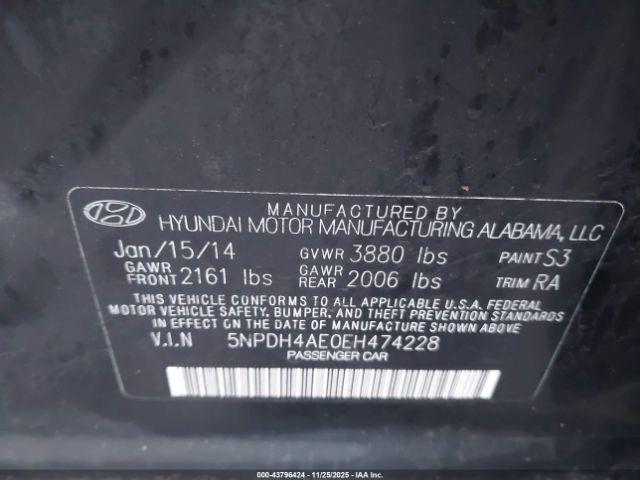 MANUFACTURED BY
HYUNDAI MOTOR MANUFACTURING ALABAMA, LLC
Jan/15/14 GVWR 3880 lbs PAINT S3
GAWR FRONT 2161 lbs GAWR REAR 2006 lbs TRIM RA
THIS VEHICLE CONFORMS TO ALL APPLICABLE U.S.A. FEDERAL
MOTOR VEHICLE SAFETY, BUMPER, AND THEFT PREVENTION STANDARDS
IN EFFECT ON THE DATE OF MANUFACTURE SHOWN ABOVE
V.I.N 5NPDH4AE0EH474228
PASSENGER CAR
000-43796424 - 11/25/2025 - IAA, Inc.